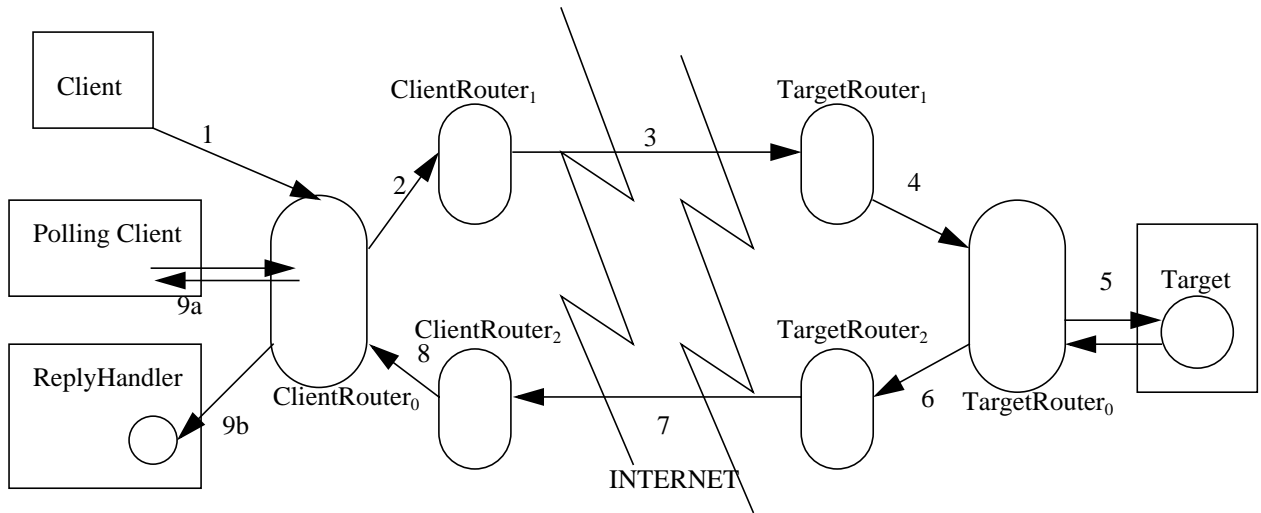 Client
ClientRouter1
TargetRouter1
1
2
3
4
Polling Client
9a
5
Target
ReplyHandler
ClientRouter2
8
TargetRouter2
ClientRouter0
9b
7
6
TargetRouter0
INTERNET